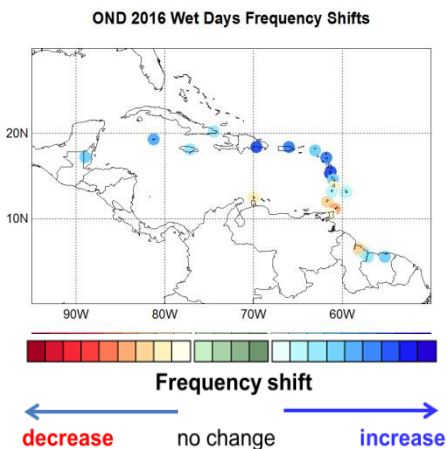 OND 2016 Wet Days Frequency Shifts
20N
10N
90W 80W 70W 60W
Frequency shift
decrease no change increase